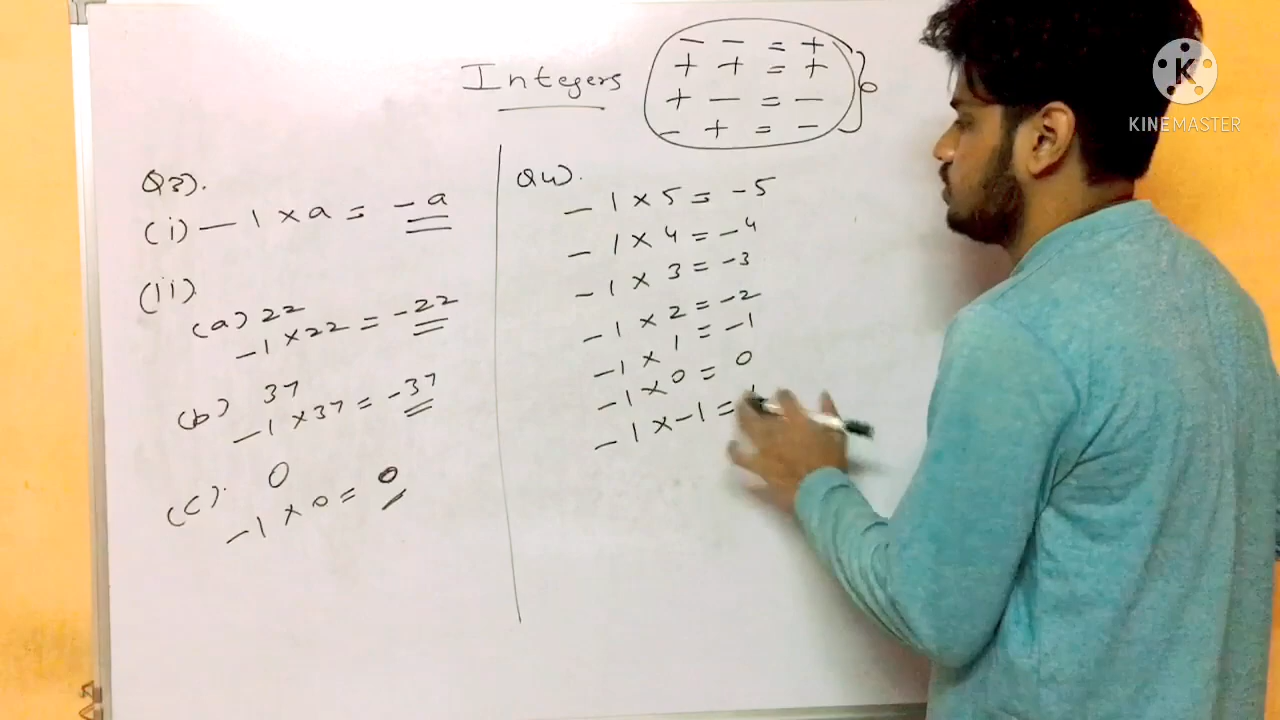 Integers
- - = +
+ + = +
+ - = -
- + = -
Q3).
(i) - 1 × a = -a
(ii)
(a) 22
-1 × 22 = -22
(b) 37
-1 × 37 = -37
(c). 0
-1 × 0 = 0
Q4).
- 1 × 5 = -5
- 1 × 4 = -4
- 1 × 3 = -3
- 1 × 2 = -2
-1 × 1 = -1
-1 × 0 = 0
-1 × -1 =
K
KINEMASTER